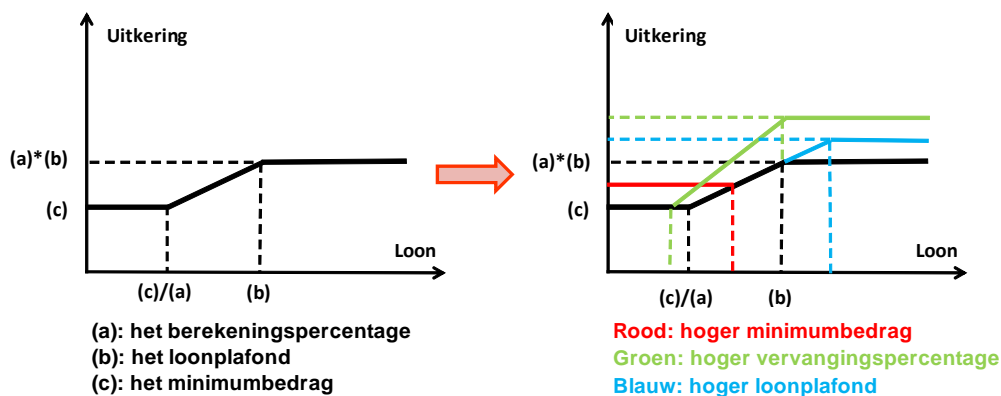 Uitkering
(a)*(b)
(c)
Loon
(c)/(a)
(b)
(a): het berekeningspercentage
(b): het loonplafond
(c): het minimumbedrag
Uitkering
(a)*(b)
(c)
Loon
(c)/(a)
(b)
Rood: hoger minimumbedrag
Groen: hoger vervangingspercentage
Blauw: hoger loonplafond